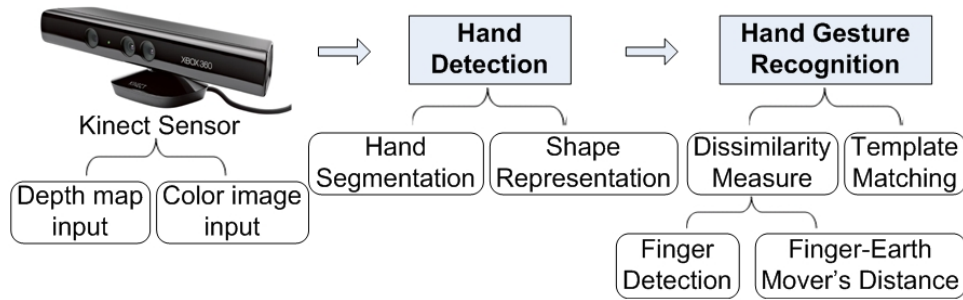 XBOX 360
KINECT
Kinect Sensor
Depth map
input
Color image
input
Hand
Detection
Hand
Segmentation
Shape
Representation
Hand Gesture
Recognition
Dissimilarity
Measure
Template
Matching
Finger
Detection
Finger-Earth
Mover's Distance